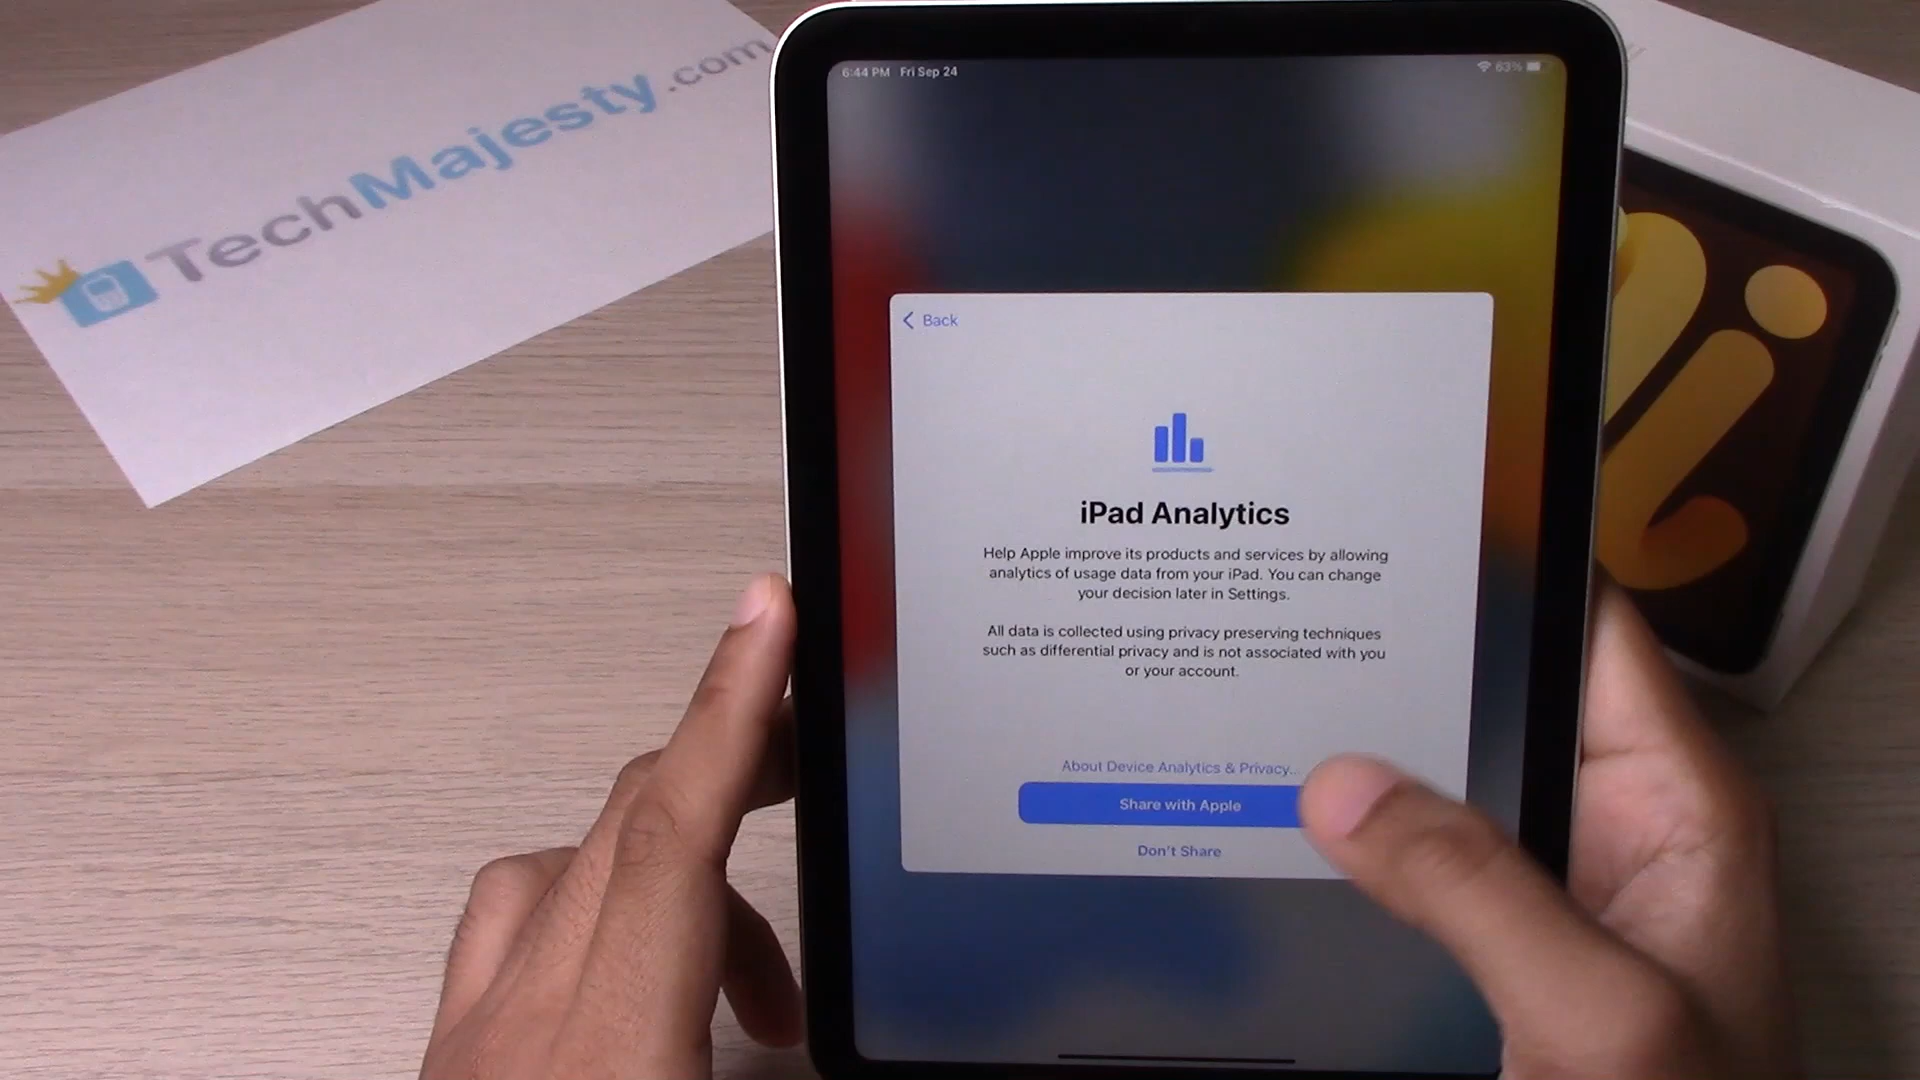 TechMajesty.com
6:44 PM Fri Sep 24
63%
Back
iPad Analytics
Help Apple improve its products and services by allowing
analytics of usage data from your iPad. You can change
your decision later in Settings.
All data is collected using privacy preserving techniques
such as differential privacy and is not associated with you
or your account.
About Device Analytics & Privacy...
Share with Apple
Don't Share